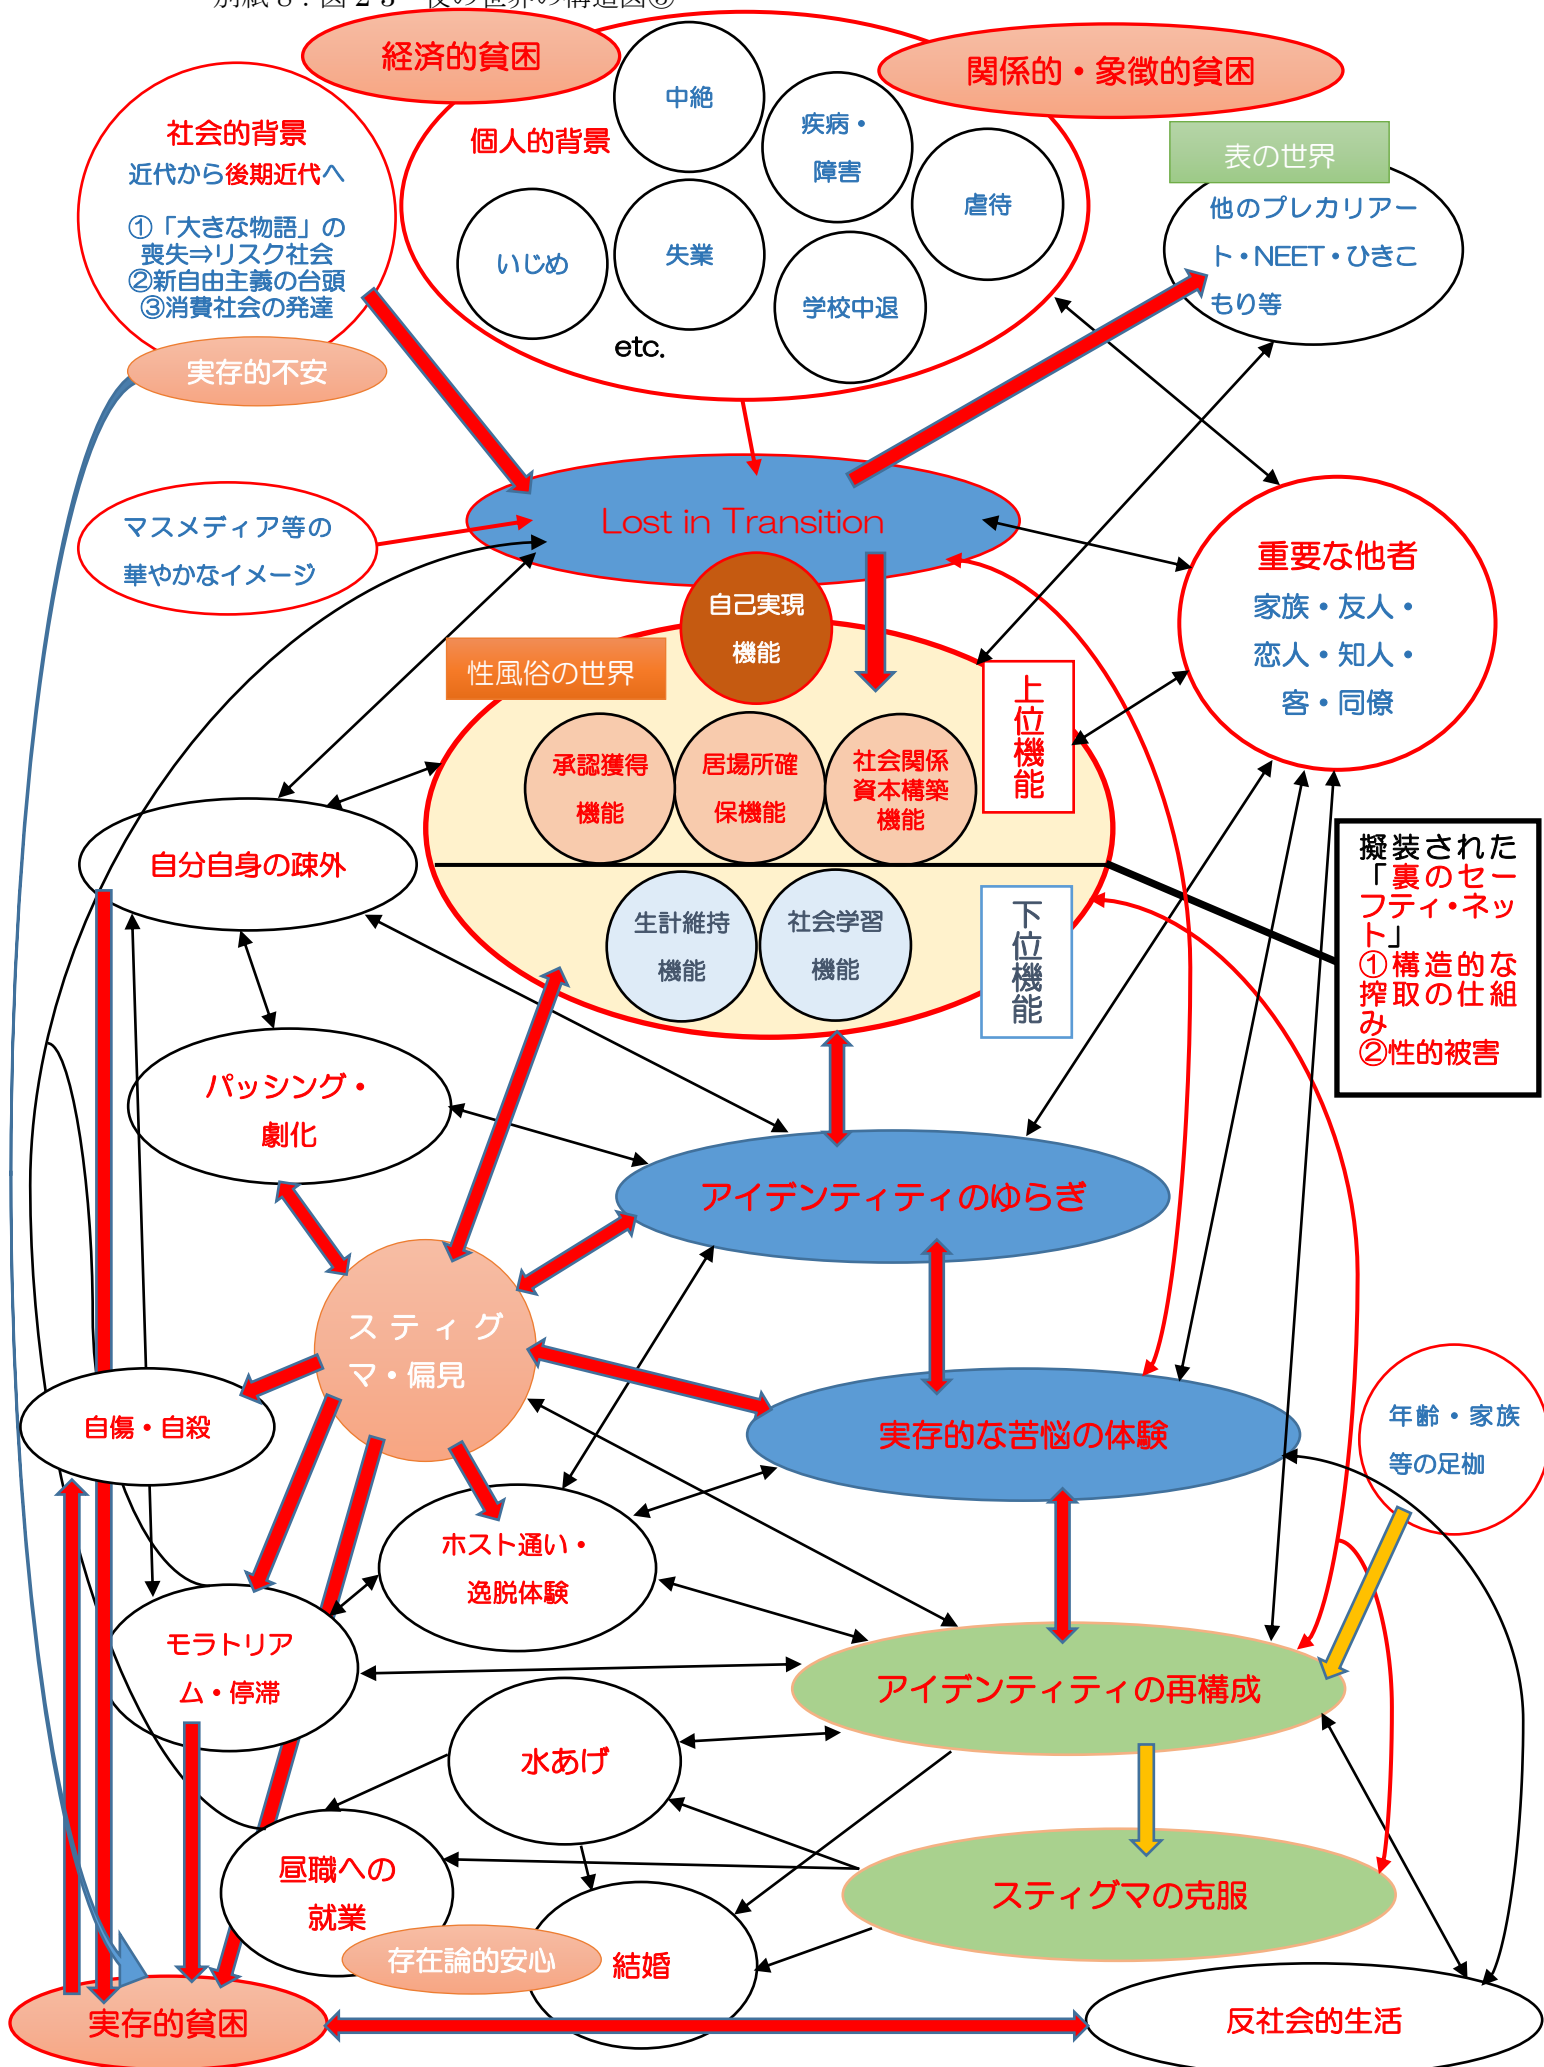 経済的貧困
関係的・象徴的貧困
社会的背景
近代から後期近代へ
①「大きな物語」の
喪失⇒リスク社会
②新自由主義の台頭
③消費社会の発達
実存的不安
個人的背景
中絶
疾病・
障害
虐待
いじめ
失業
学校中退
etc.
表の世界
他のプレカリアー
ト・NEET・ひきこ
もり等
マスメディア等の
華やかなイメージ
Lost in Transition
重要な他者
家族・友人・
恋人・知人・
客・同僚
自己実現
機能
性風俗の世界
上位機能
承認獲得
機能
居場所確
保機能
社会関係
資本構築
機能
自分自身の疎外
生計維持
機能
社会学習
機能
下位機能
擬装された
「裏のセー
フティ・ネッ
ト」
①構造的な
搾取の仕組
み
②性的被害
パッシング・
劇化
アイデンティティのゆらぎ
スティグ
マ・偏見
自傷・自殺
実存的な苦悩の体験
年齢・家族
等の足枷
ホスト通い・
逸脱体験
モラトリア
ム・停滞
アイデンティティの再構成
水あげ
昼職への
就業
スティグマの克服
存在論的安心
結婚
実存的貧困
反社会的生活